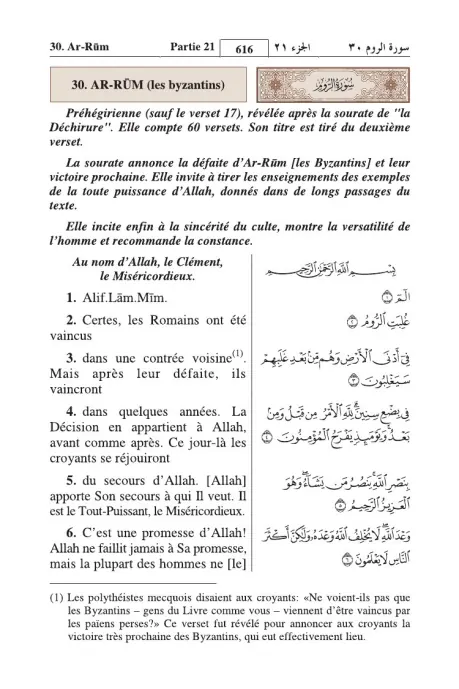 30. Ar-Rūm Partie 21 616 الجزء ٢١ سورة الروم ٣٠
30. AR-RŪM (les byzantins)
سُورَةُ الرُّومِ
Préhégirienne (sauf le verset 17), révélée après la sourate de "la
Déchirure". Elle compte 60 versets. Son titre est tiré du deuxième
verset.
La sourate annonce la défaite d'Ar-Rūm [les Byzantins] et leur
victoire prochaine. Elle invite à tirer les enseignements des exemples
de la toute puissance d'Allah, donnés dans de longs passages du
texte.
Elle incite enfin à la sincérité du culte, montre la versatilité de
l'homme et recommande la constance.
Au nom d'Allah, le Clément,
le Miséricordieux.
1. Alif.Lām.Mīm.
2. Certes, les Romains ont été
vaincus
3. dans une contrée voisine(1).
Mais après leur défaite, ils
vaincront
4. dans quelques années. La
Décision en appartient à Allah,
avant comme après. Ce jour-là les
croyants se réjouiront
5. du secours d'Allah. [Allah]
apporte Son secours à qui Il veut. Il
est le Tout-Puissant, le Miséricordieux.
6. C'est une promesse d'Allah!
Allah ne faillit jamais à Sa promesse,
mais la plupart des hommes ne [le]
بِسْمِ اللَّهِ الرَّحْمَٰنِ الرَّحِيمِ
الٓمٓ ١
غُلِبَتِ الرُّومُ ٢
فِي أَدْنَى الْأَرْضِ وَهُم مِّن بَعْدِ غَلَبِهِمْ
سَيَغْلِبُونَ ٣
فِي بِضْعِ سِنِينَ ۗ لِلَّهِ الْأَمْرُ مِن قَبْلُ وَمِن
بَعْدُ ۚ وَيَوْمَئِذٍ يَفْرَحُ الْمُؤْمِنُونَ ٤
بِنَصْرِ اللَّهِ ۚ يَنصُرُ مَن يَشَاءُ ۖ وَهُوَ
الْعَزِيزُ الرَّحِيمُ ٥
وَعْدَ اللَّهِ ۖ لَا يُخْلِفُ اللَّهُ وَعْدَهُ وَلَٰكِنَّ أَكْثَرَ
النَّاسِ لَا يَعْلَمُونَ ٦
(1) Les polythéistes mecquois disaient aux croyants: «Ne voient-ils pas que
les Byzantins – gens du Livre comme vous – viennent d'être vaincus par
les païens perses?» Ce verset fut révélé pour annoncer aux croyants la
victoire très prochaine des Byzantins, qui eut effectivement lieu.